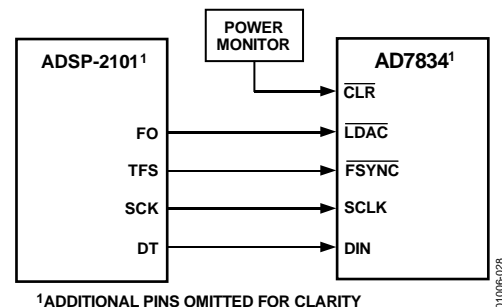 POWER
MONITOR
ADSP-2101¹
AD7834¹
CLR
FO
LDAC
TFS
FSYNC
SCK
SCLK
DT
DIN
¹ADDITIONAL PINS OMITTED FOR CLARITY
01006-028